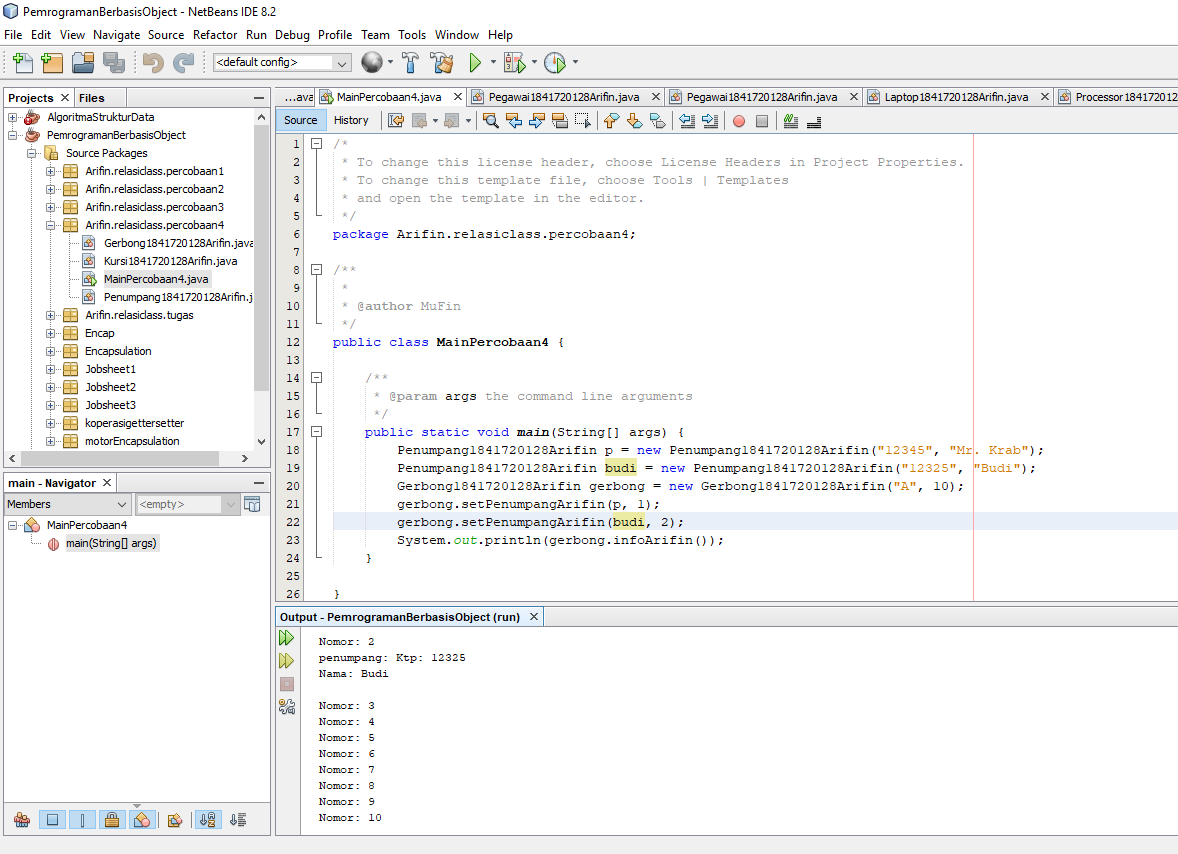 PemrogramanBerbasisObject - NetBeans IDE 8.2
File Edit View Navigate Source Refactor Run Debug Profile Team Tools Window Help
<default config>
Projects Files
AlgoritmaStrukturData
PemrogramanBerbasisObject
Source Packages
Arifin.relasiclass.percobaan1
Arifin.relasiclass.percobaan2
Arifin.relasiclass.percobaan3
Arifin.relasiclass.percobaan4
Gerbong1841720128Arifin.java
Kursi1841720128Arifin.java
MainPercobaan4.java
Penumpang1841720128Arifin.j
Arifin.relasiclass.tugas
Encap
Encapsulation
Jobsheet1
Jobsheet2
Jobsheet3
koperasigettersetter
motorEncapsulation
main - Navigator
Members <empty>
MainPercobaan4
main(String[] args)
...ava MainPercobaan4.java Pegawai1841720128Arifin.java Pegawai1841720128Arifin.java Laptop1841720128Arifin.java Processor184172012
Source History
1 /*
2 * To change this license header, choose License Headers in Project Properties.
3 * To change this template file, choose Tools | Templates
4 * and open the template in the editor.
5 */
6 package Arifin.relasiclass.percobaan4;
7
8 /**
9 *
10 * @author MuFin
11 */
12 public class MainPercobaan4 {
13
14 /**
15 * @param args the command line arguments
16 */
17 public static void main(String[] args) {
18 Penumpang1841720128Arifin p = new Penumpang1841720128Arifin("12345", "Mr. Krab");
19 Penumpang1841720128Arifin budi = new Penumpang1841720128Arifin("12325", "Budi");
20 Gerbong1841720128Arifin gerbong = new Gerbong1841720128Arifin("A", 10);
21 gerbong.setPenumpangArifin(p, 1);
22 gerbong.setPenumpangArifin(budi, 2);
23 System.out.println(gerbong.infoArifin());
24 }
25
26 }
Output - PemrogramanBerbasisObject (run)
Nomor: 2
penumpang: Ktp: 12325
Nama: Budi
Nomor: 3
Nomor: 4
Nomor: 5
Nomor: 6
Nomor: 7
Nomor: 8
Nomor: 9
Nomor: 10